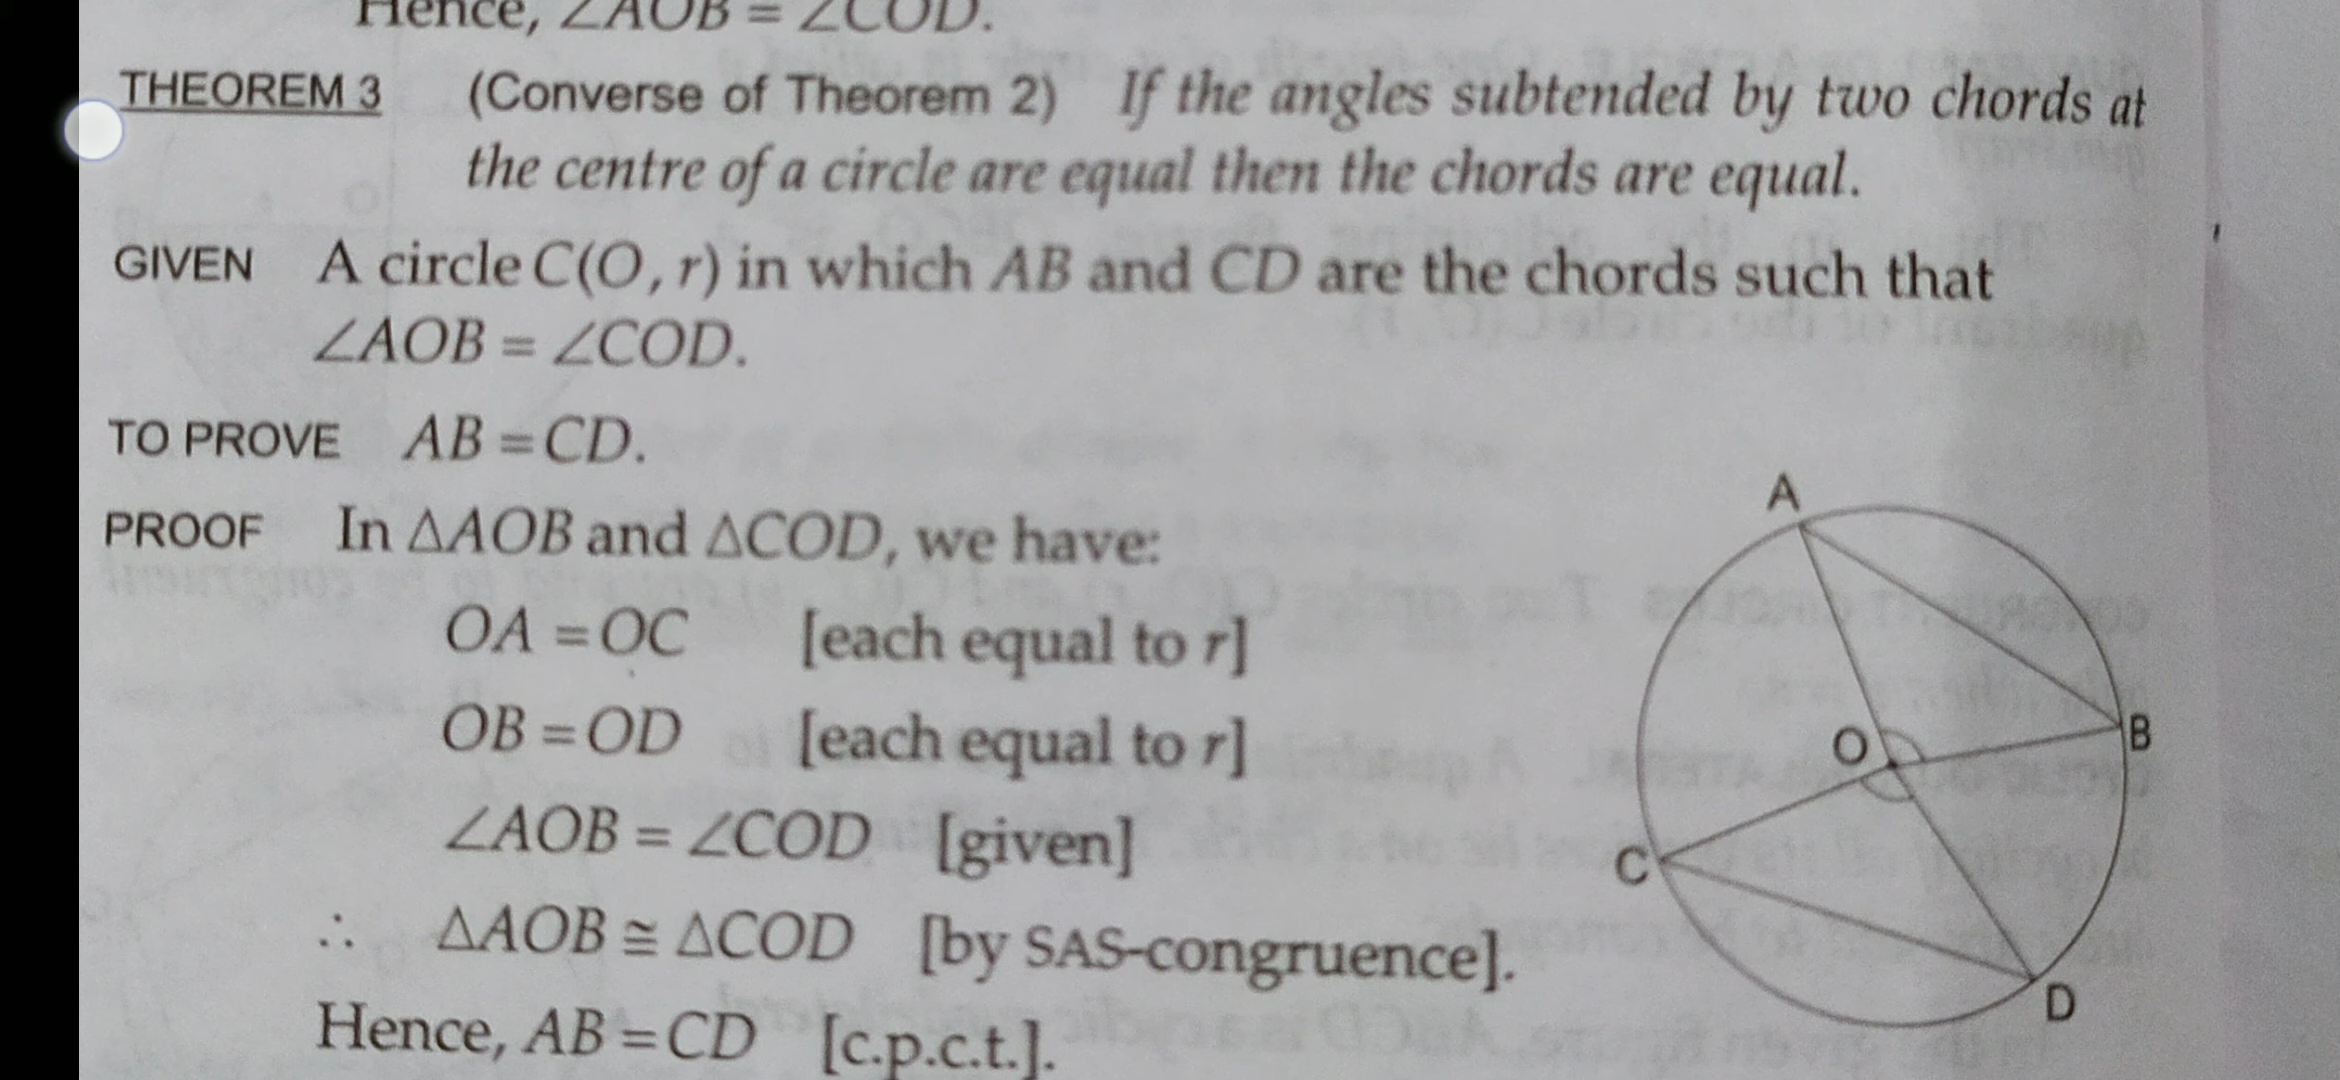 Hence, ∠AOB = ∠COD.
THEOREM 3 (Converse of Theorem 2) If the angles subtended by two chords at
the centre of a circle are equal then the chords are equal.
GIVEN A circle C(O, r) in which AB and CD are the chords such that
∠AOB = ∠COD.
TO PROVE AB = CD.
PROOF In ΔAOB and ΔCOD, we have:
OA = OC [each equal to r]
OB = OD [each equal to r]
∠AOB = ∠COD [given]
∴ ΔAOB ≅ ΔCOD [by SAS-congruence].
Hence, AB = CD [c.p.c.t.].
A
B
O
C
D